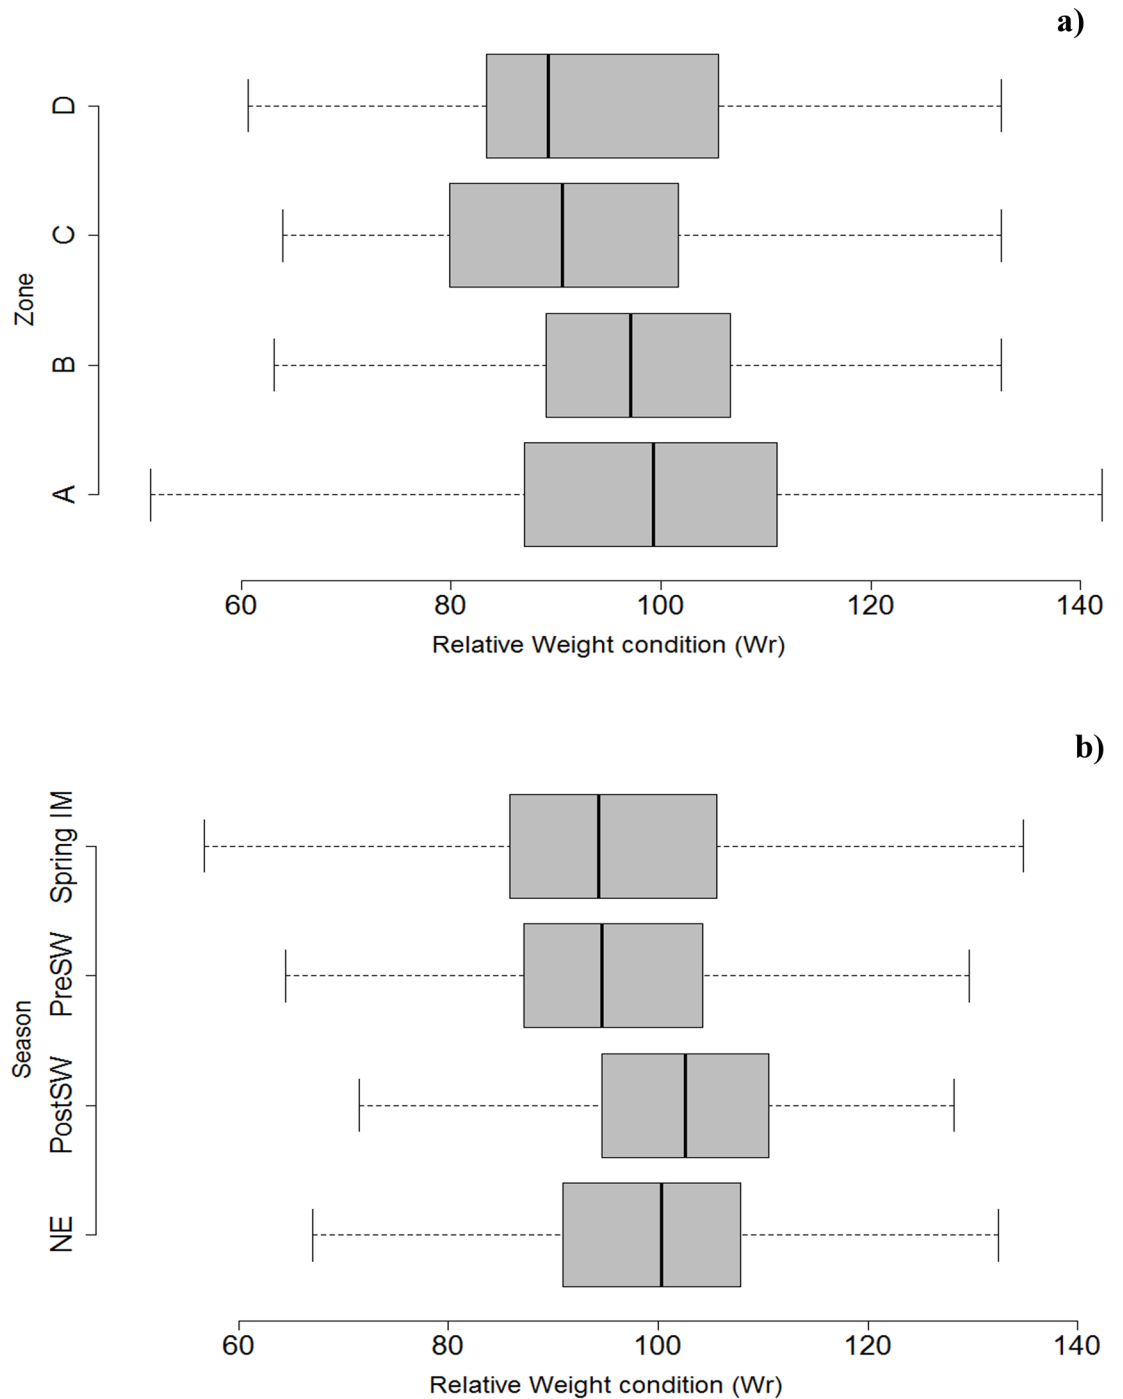 a)
D
C
B
A
Zone
60 80 100 120 140
Relative Weight condition (Wr)
b)
Spring IM
PreSW
PostSW
NE
Season
60 80 100 120 140
Relative Weight condition (Wr)